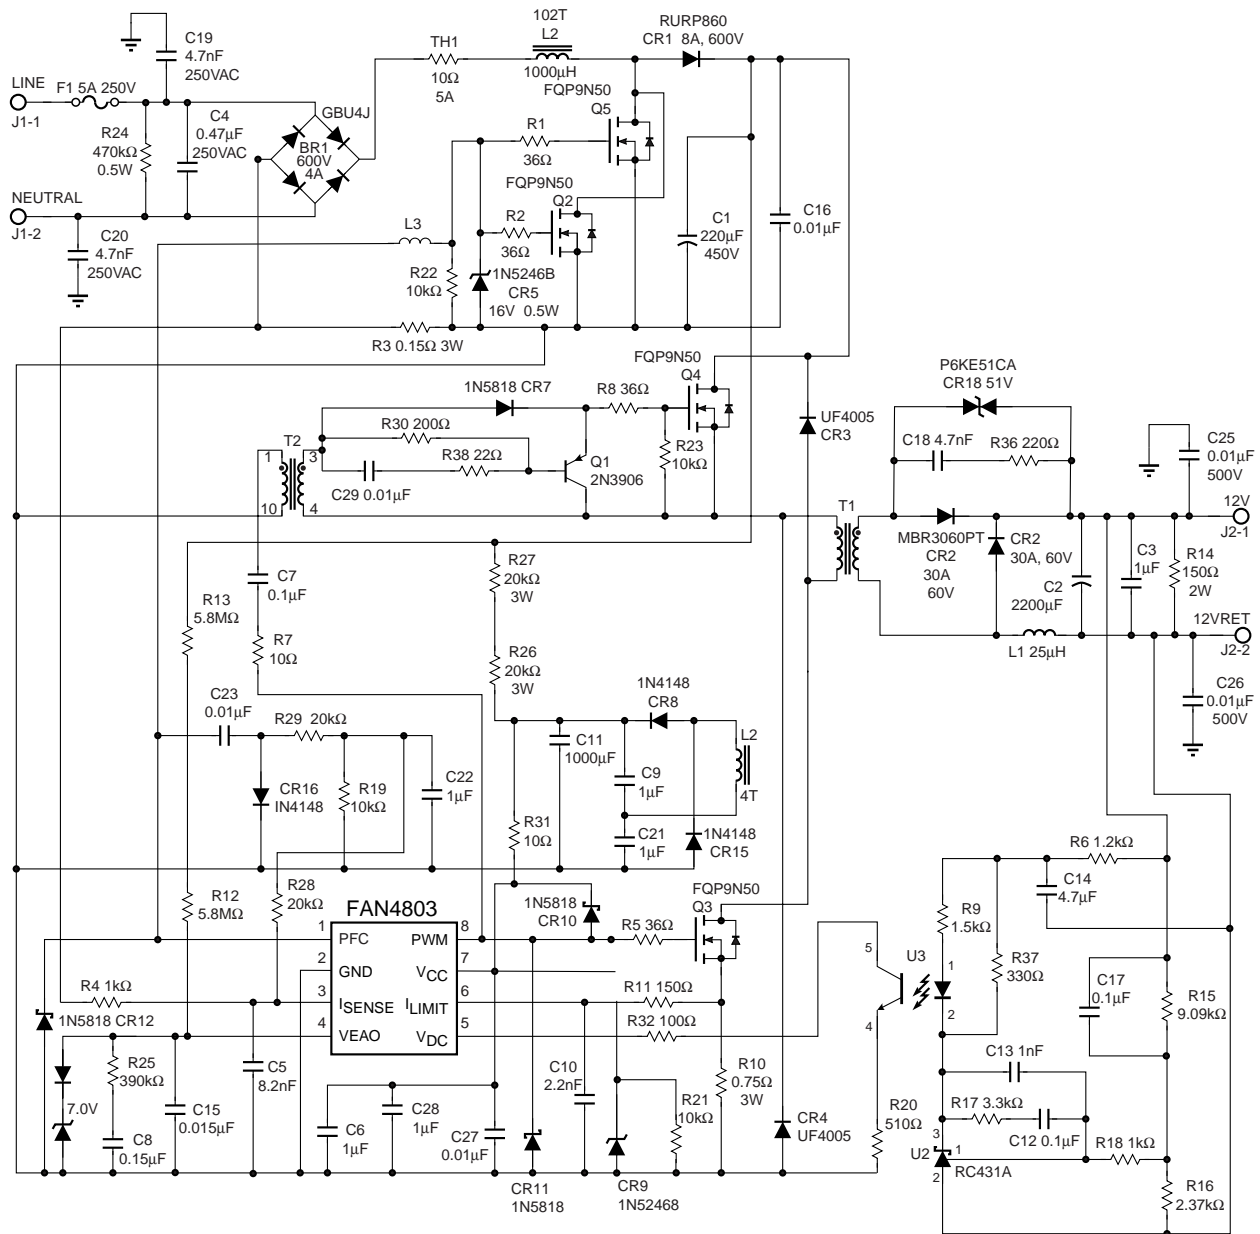 C19
4.7nF
250VAC
LINE
J1-1
F1 5A 250V
R24
470kΩ
0.5W
C4
0.47µF
250VAC
GBU4J
BR1
600V
4A
NEUTRAL
J1-2
C20
4.7nF
250VAC
TH1
10Ω
5A
102T
L2
1000µH
RURP860
CR1 8A, 600V
FQP9N50
Q5
R1
36Ω
FQP9N50
Q2
R2
36Ω
L3
R22
10kΩ
1N5246B
CR5
16V 0.5W
C1
220µF
450V
C16
0.01µF
R3 0.15Ω 3W
FQP9N50
Q4
1N5818 CR7
R8 36Ω
R30 200Ω
R38 22Ω
C29 0.01µF
Q1
2N3906
R23
10kΩ
T2
1
3
10
4
UF4005
CR3
P6KE51CA
CR18 51V
C18 4.7nF
R36 220Ω
C25
0.01µF
500V
12V
J2-1
T1
MBR3060PT
CR2
30A
60V
CR2
30A, 60V
C2
2200µF
C3
1µF
R14
150Ω
2W
12VRET
J2-2
L1 25µH
C26
0.01µF
500V
R27
20kΩ
3W
C7
0.1µF
R13
5.8MΩ
R7
10Ω
R26
20kΩ
3W
C23
0.01µF
R29 20kΩ
1N4148
CR8
L2
4T
C11
1000µF
C9
1µF
CR16
IN4148
R19
10kΩ
C22
1µF
R31
10Ω
C21
1µF
1N4148
CR15
R12
5.8MΩ
R28
20kΩ
FAN4803
1
PFC
PWM
8
2
GND
VCC
7
3
ISENSE
ILIMIT
6
4
VEAO
VDC
5
1N5818
CR10
FQP9N50
Q3
R5 36Ω
R11 150Ω
R32 100Ω
R4 1kΩ
1N5818 CR12
R25
390kΩ
7.0V
C8
0.15µF
C15
0.015µF
C5
8.2nF
C6
1µF
C28
1µF
C27
0.01µF
C10
2.2nF
R21
10kΩ
R10
0.75Ω
3W
CR11
1N5818
CR9
1N52468
CR4
UF4005
R20
510Ω
5
4
U3
1
2
R6 1.2kΩ
C14
4.7µF
R9
1.5kΩ
R37
330Ω
C17
0.1µF
R15
9.09kΩ
C13 1nF
R17 3.3kΩ
C12 0.1µF
R18 1kΩ
3
1
2
U2
RC431A
R16
2.37kΩ